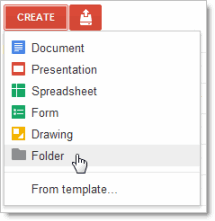 CREATE
Document
Presentation
Spreadsheet
Form
Drawing
Folder
From template...